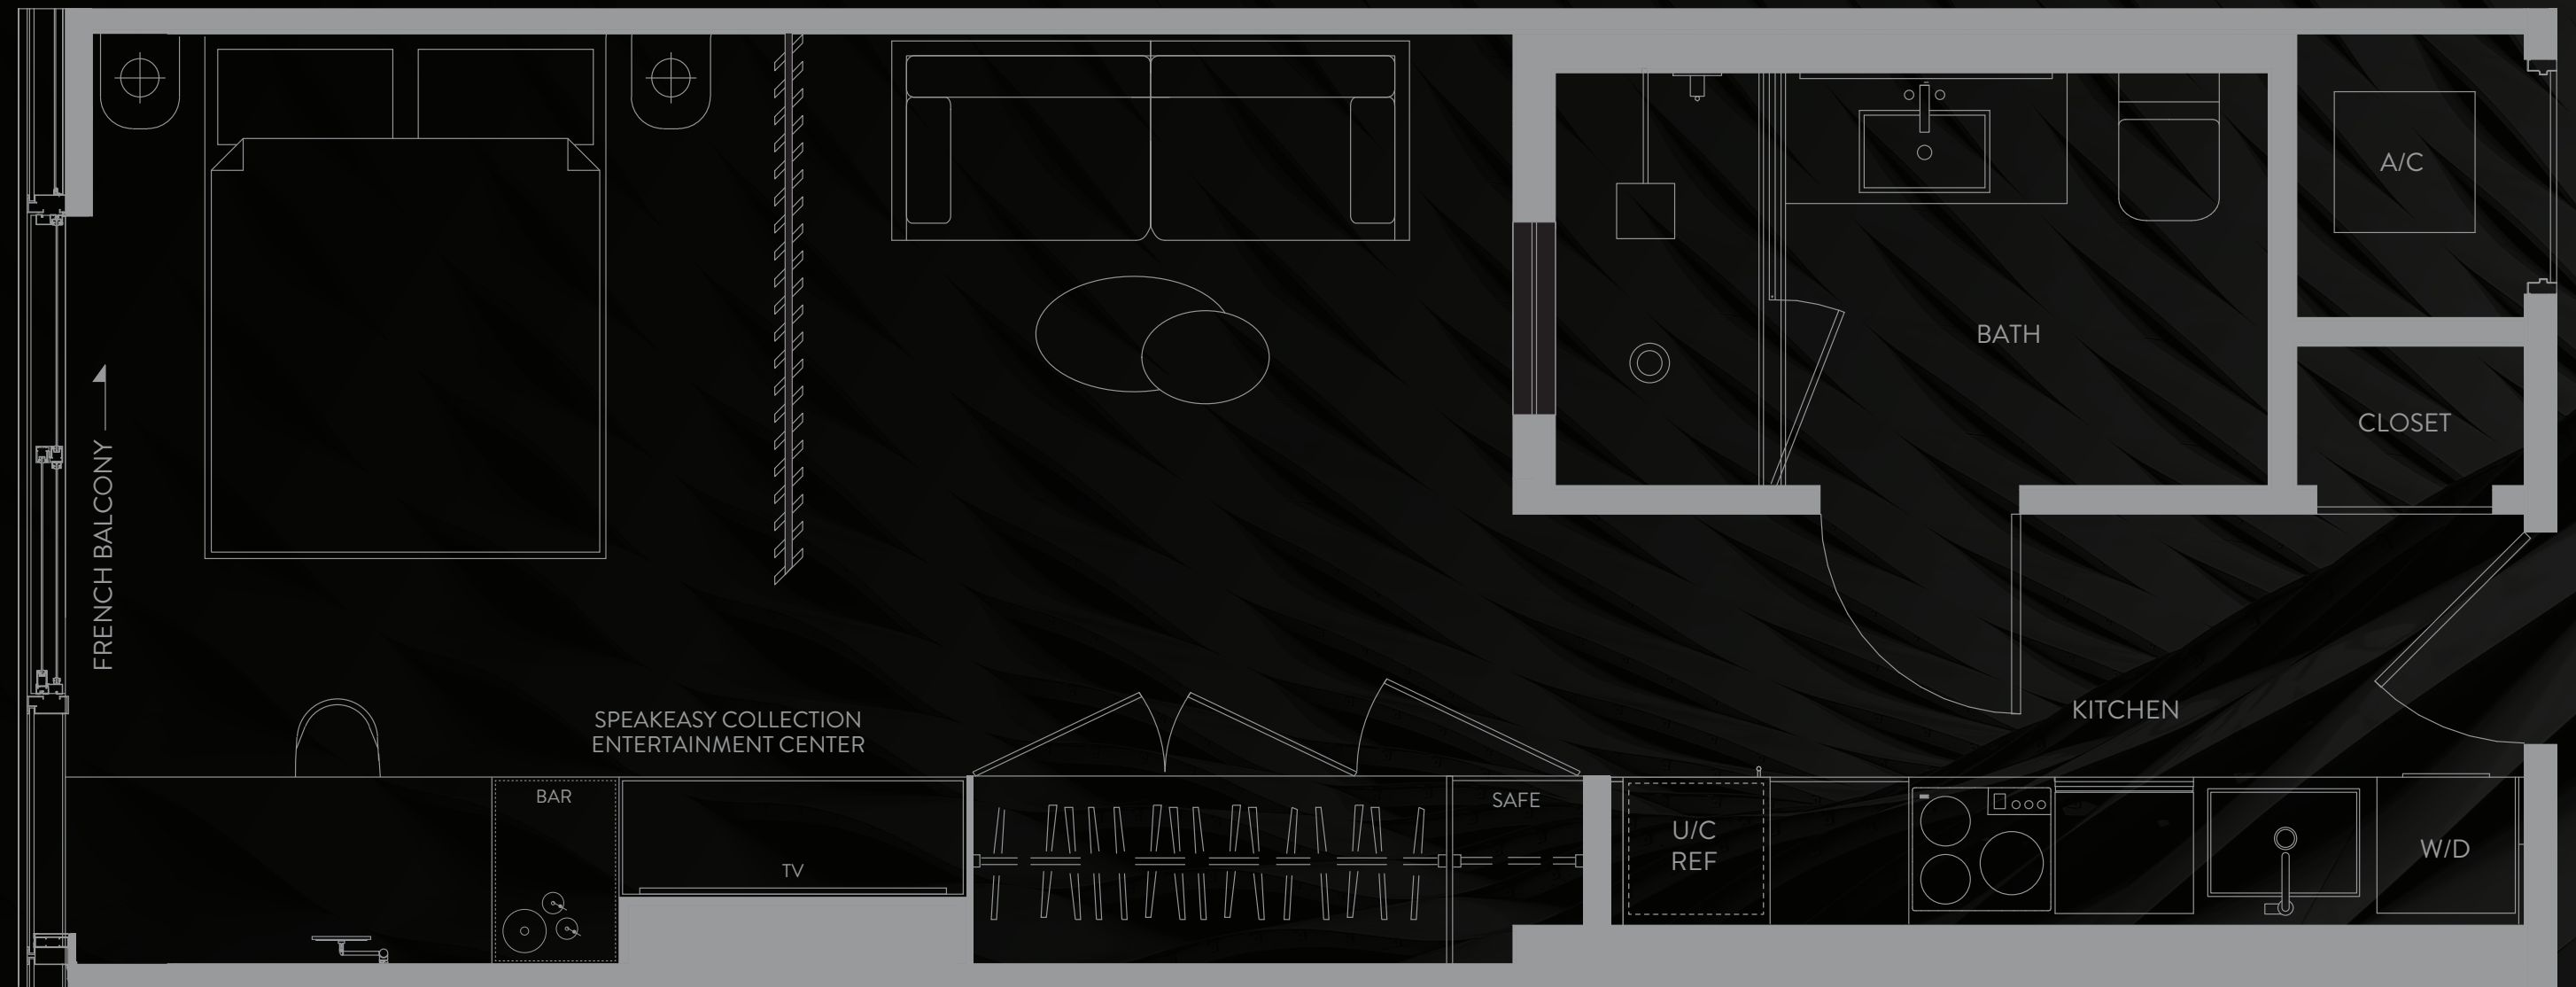 A/C
BATH
CLOSET
FRENCH BALCONY
SPEAKEASY COLLECTION
ENTERTAINMENT CENTER
KITCHEN
BAR
TV
SAFE
U/C
REF
W/D